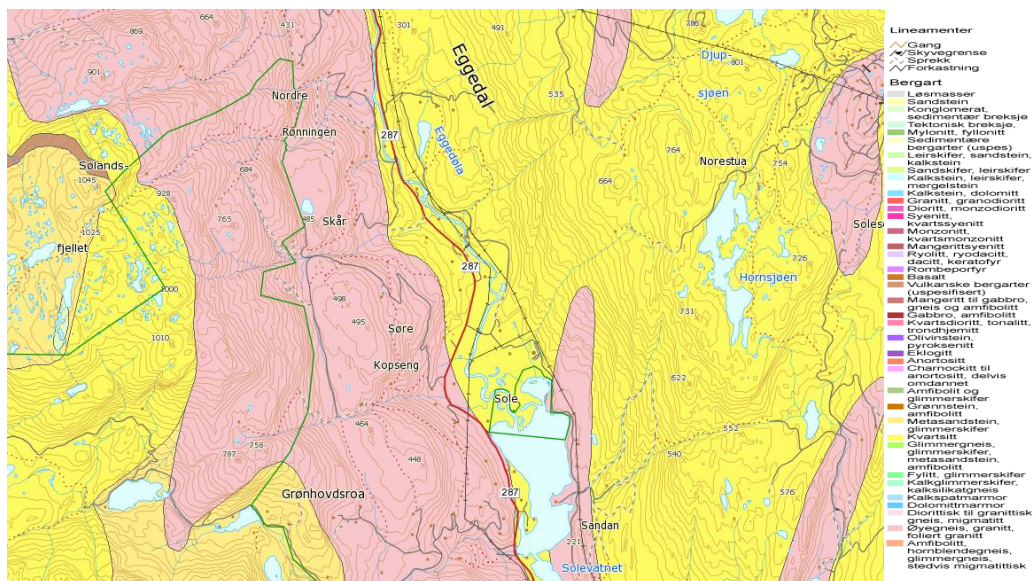 664
869
431
301
491
786
Djup-
801
Eggedal
901
sjøen
535
Nordre
287
Rønningen
Eggedøla
764
Norestua
754
Sølands-
1045
684
664
928
485
Skår
765
Soles
1025
fjellet
726
287
Hornsjøen
1000
498
731
495
Søre
1010
Kopseng
622
Sole
464
552
758
540
787
448
287
576
Grønhovdsroa
Sandan
221
Solevatnet
Lineamenter
Gang
Skyvegrense
Sprekk
Forkastning
Bergart
Løsmasser
Sandstein
Konglomerat,
sedimentær breksje
Tektonisk breksje,
Mylonitt, fyllonitt
Sedimentære
bergarter (uspes)
Leirskifer, sandstein,
kalkstein
Sandskifer, leirskifer
Kalkstein, leirskifer,
mergelstein
Kalkstein, dolomitt
Granitt, granodioritt
Dioritt, monzodioritt
Syenitt,
kvartssyenitt
Monzonitt,
kvartsmonzonitt
Mangerittsyenitt
Ryolitt, ryodacitt,
dacitt, keratofyr
Rombeporfyr
Basalt
Vulkanske bergarter
(uspesifisert)
Mangeritt til gabbro,
gneis og amfibolitt
Gabbro, amfibolitt
Kvartsdioritt, tonalitt,
trondhjemitt
Olivinstein,
pyroksenitt
Eklogitt
Anortositt
Charnockitt til
anortositt, delvis
omdannet
Amfibolit og
glimmerskifer
Grønnstein,
amfibolitt
Metasandstein,
glimmerskifer
Kvartsitt
Glimmergneis,
glimmerskifer,
metasandstein,
amfibolitt
Fylitt, glimmerskifer
Kalkglimmerskifer,
kalksilikatgneis
Kalkspatmarmor
Dolomittmarmor
Diorittisk til granittisk
gneis, migmatitt
Øyegneis, granitt,
foliert granitt
Amfibolitt,
hornblendegneis,
glimmergneis,
stedvis migmatittisk